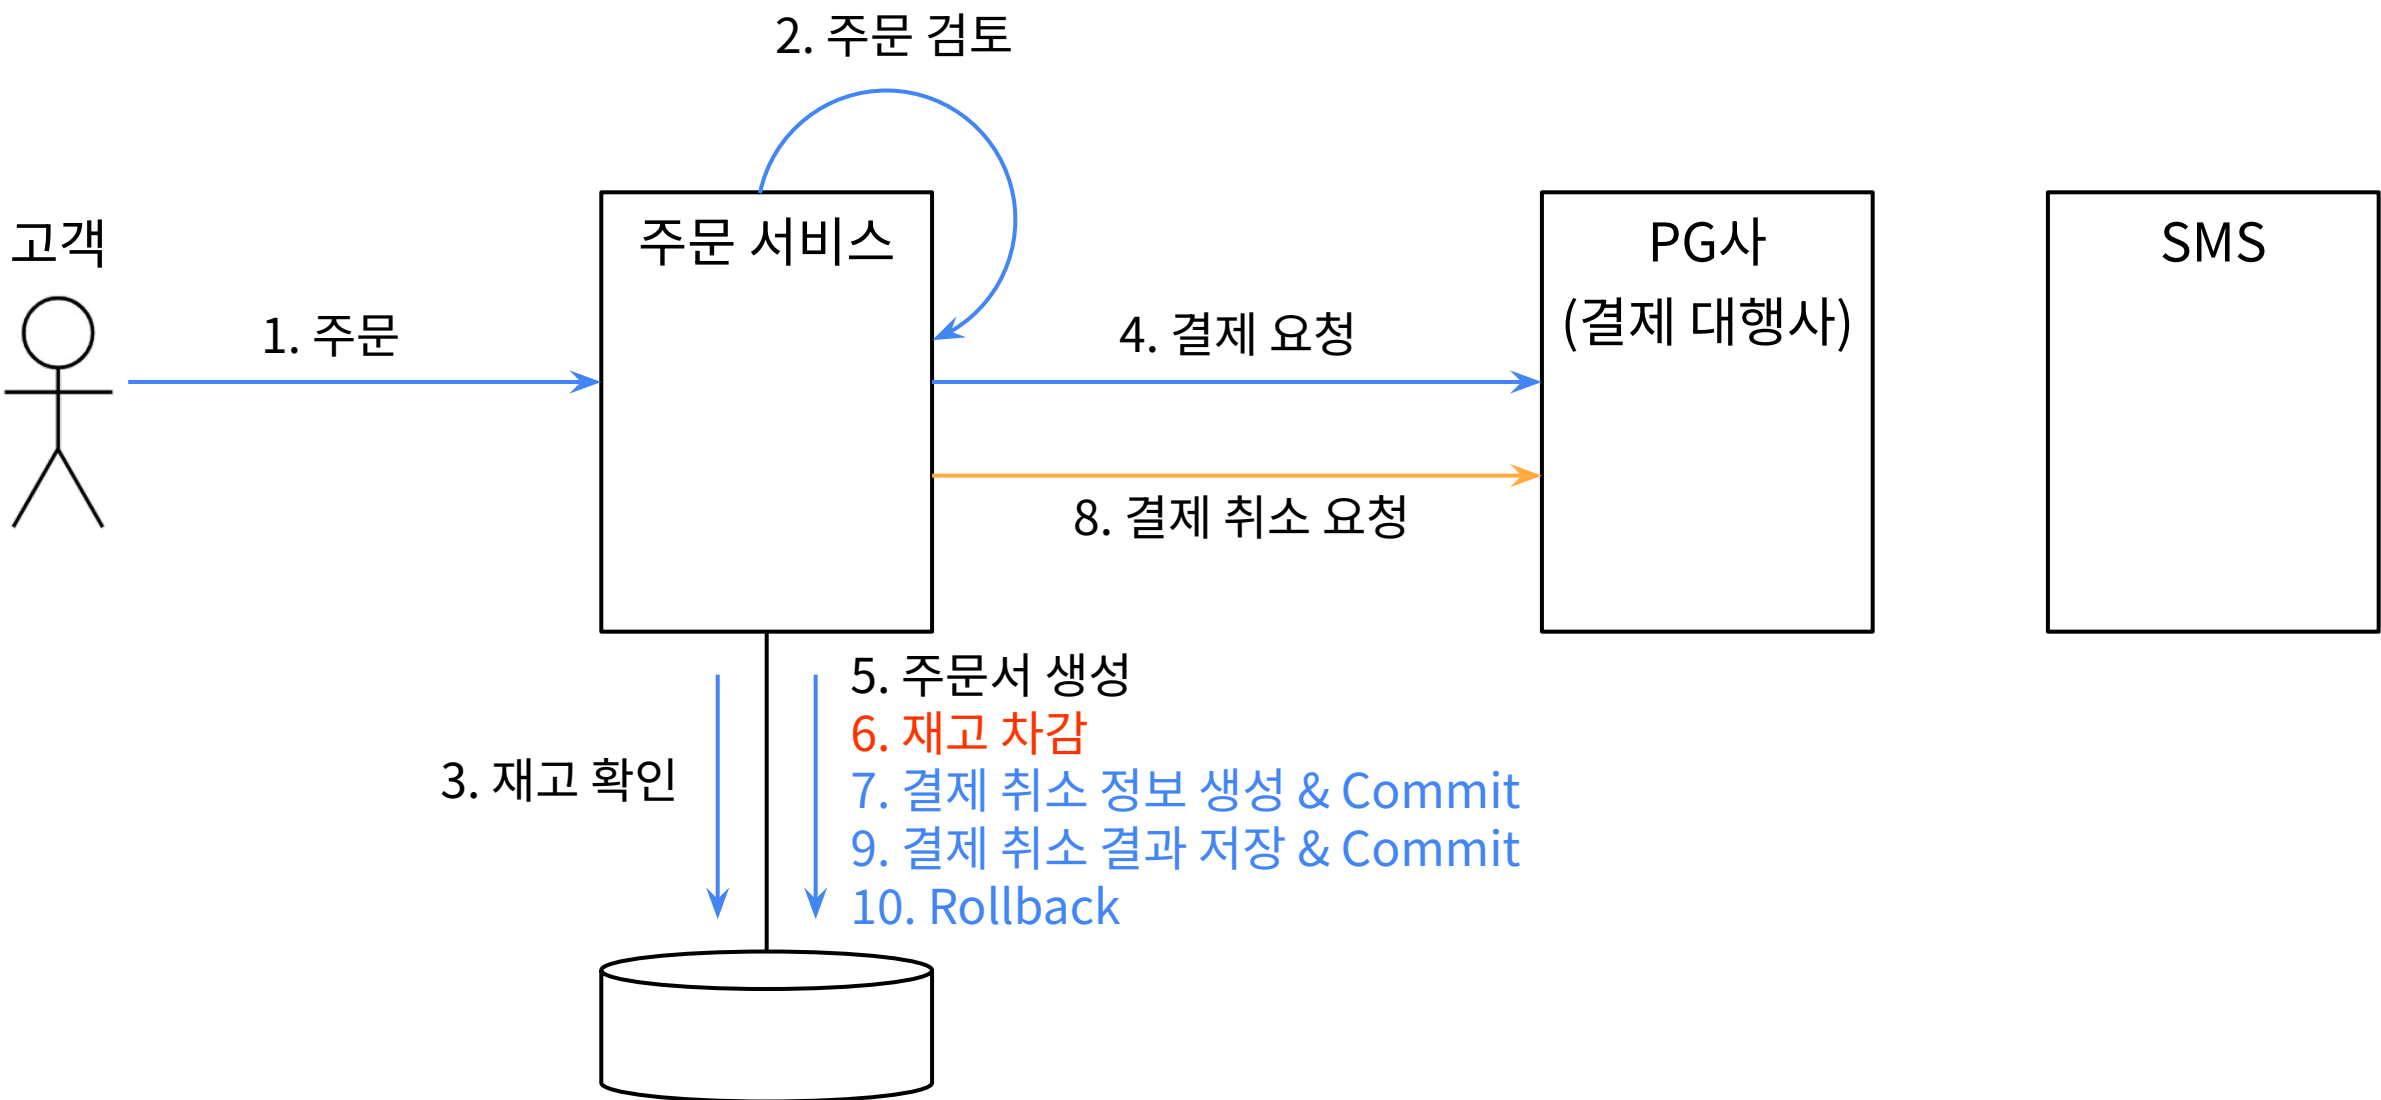 2. 주문 검토
고객
주문 서비스
PG사
(결제 대행사)
SMS
1. 주문
4. 결제 요청
8. 결제 취소 요청
3. 재고 확인
5. 주문서 생성
6. 재고 차감
7. 결제 취소 정보 생성 & Commit
9. 결제 취소 결과 저장 & Commit
10. Rollback